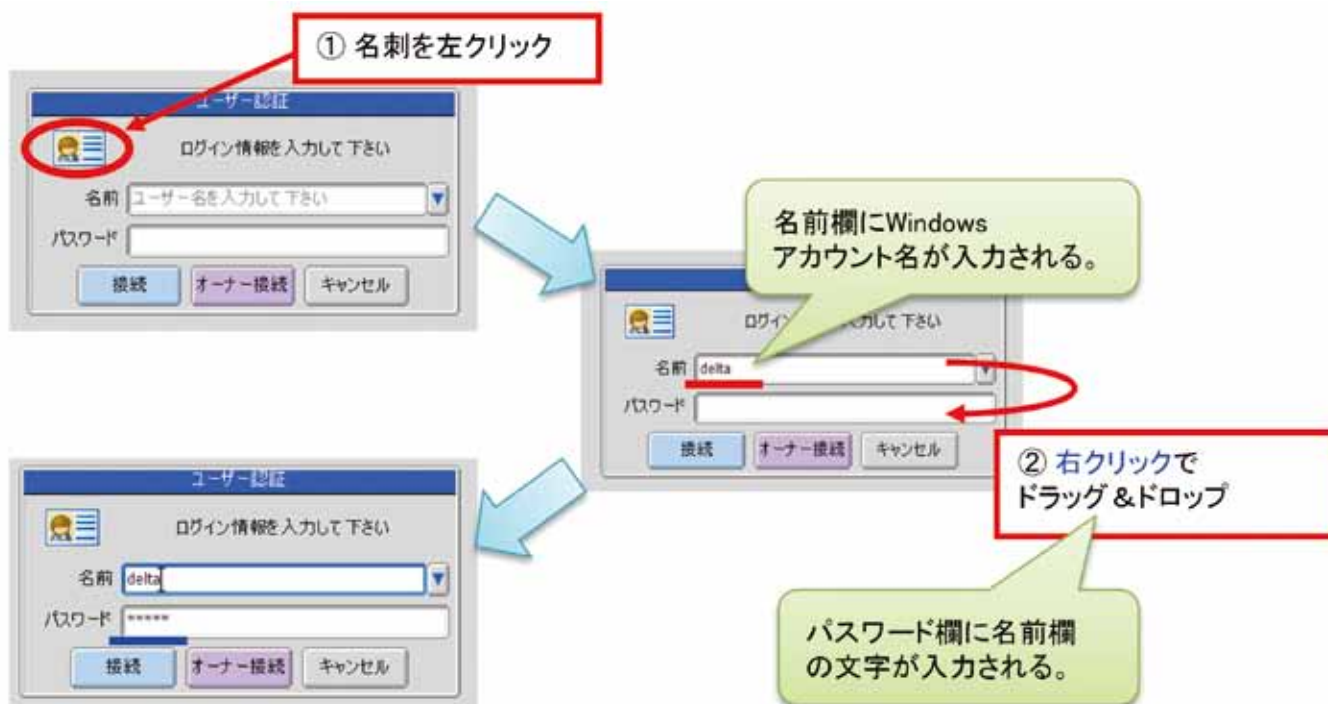 ① 名刺を左クリック
ユーザー認証
ログイン情報を入力して下さい
名前 ユーザー名を入力して下さい
パスワード
接続 オーナー接続 キャンセル
名前欄にWindows
アカウント名が入力される。
ログイン 入力して下さい
名前 delta
パスワード
接続 オーナー接続 キャンセル
② 右クリックで
ドラッグ&ドロップ
パスワード欄に名前欄
の文字が入力される。
ユーザー認証
ログイン情報を入力して下さい
名前 delta
パスワード *****
接続 オーナー接続 キャンセル